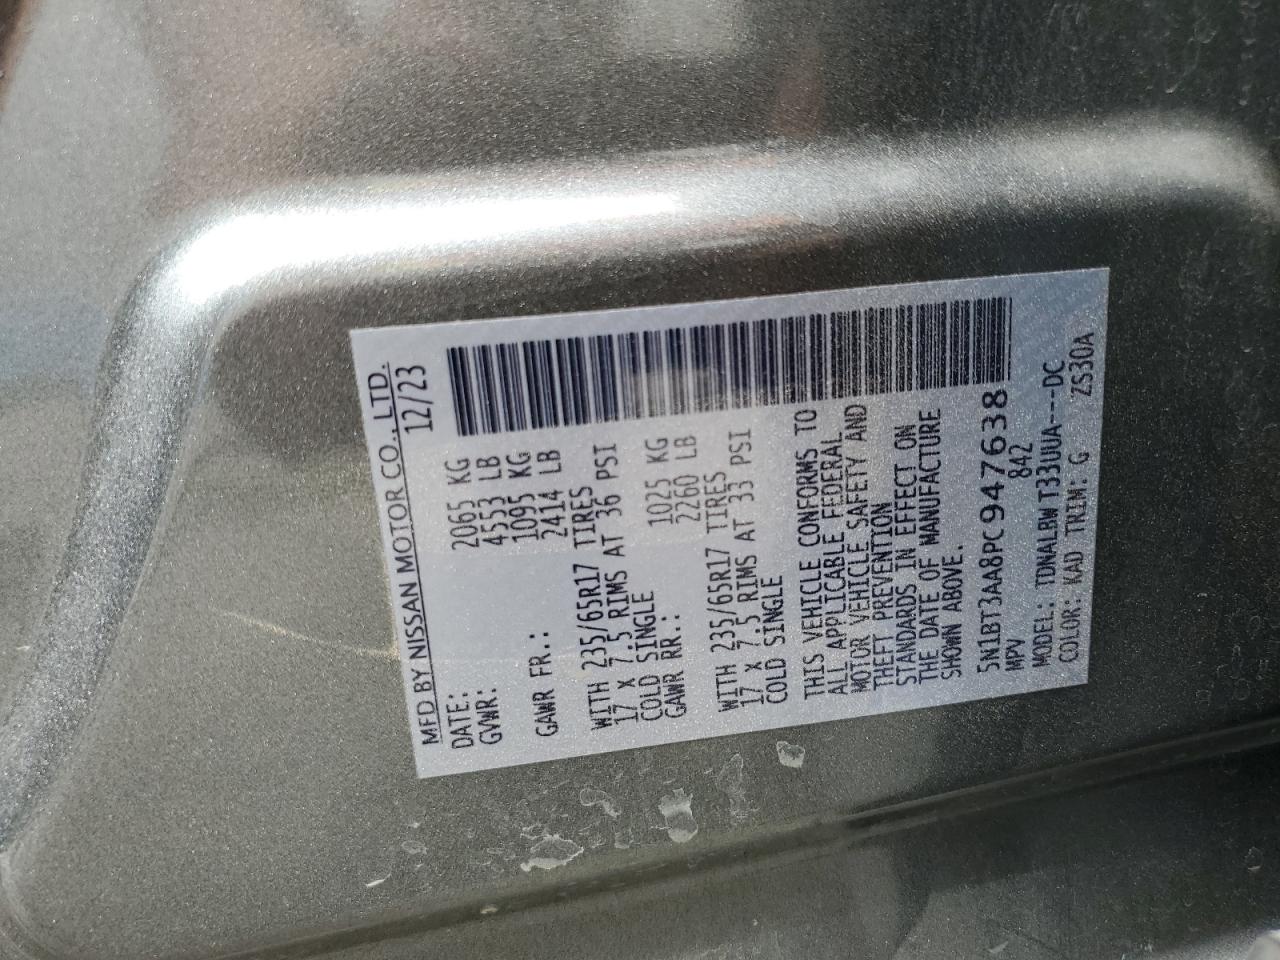 MFD BY NISSAN MOTOR CO., LTD.
DATE: 12/23
GVWR: 2065 KG
4553 LB
GAWR FR.: 1095 KG
2414 LB
WITH 235/65R17 TIRES
17 X 7.5 RIMS AT 36 PSI
COLD SINGLE
GAWR RR.: 1025 KG
2260 LB
WITH 235/65R17 TIRES
17 X 7.5 RIMS AT 33 PSI
COLD SINGLE
THIS VEHICLE CONFORMS TO
ALL APPLICABLE FEDERAL
MOTOR VEHICLE SAFETY AND
THEFT PREVENTION
STANDARDS IN EFFECT ON
THE DATE OF MANUFACTURE
SHOWN ABOVE.
5N1BT3AA8PC947638
MPV 842
MODEL: TDNALBW T33UUA---DC
COLOR: KAD TRIM: G ZS30A